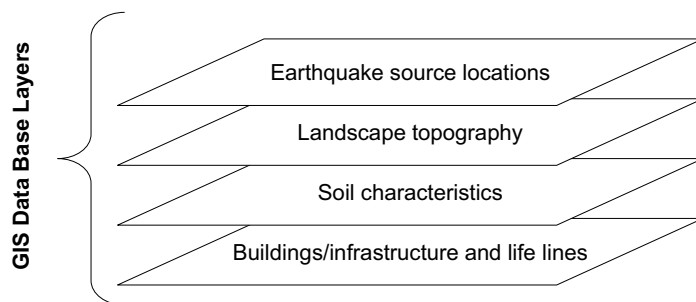 GIS Data Base Layers
Earthquake source locations
Landscape topography
Soil characteristics
Buildings/infrastructure and life lines